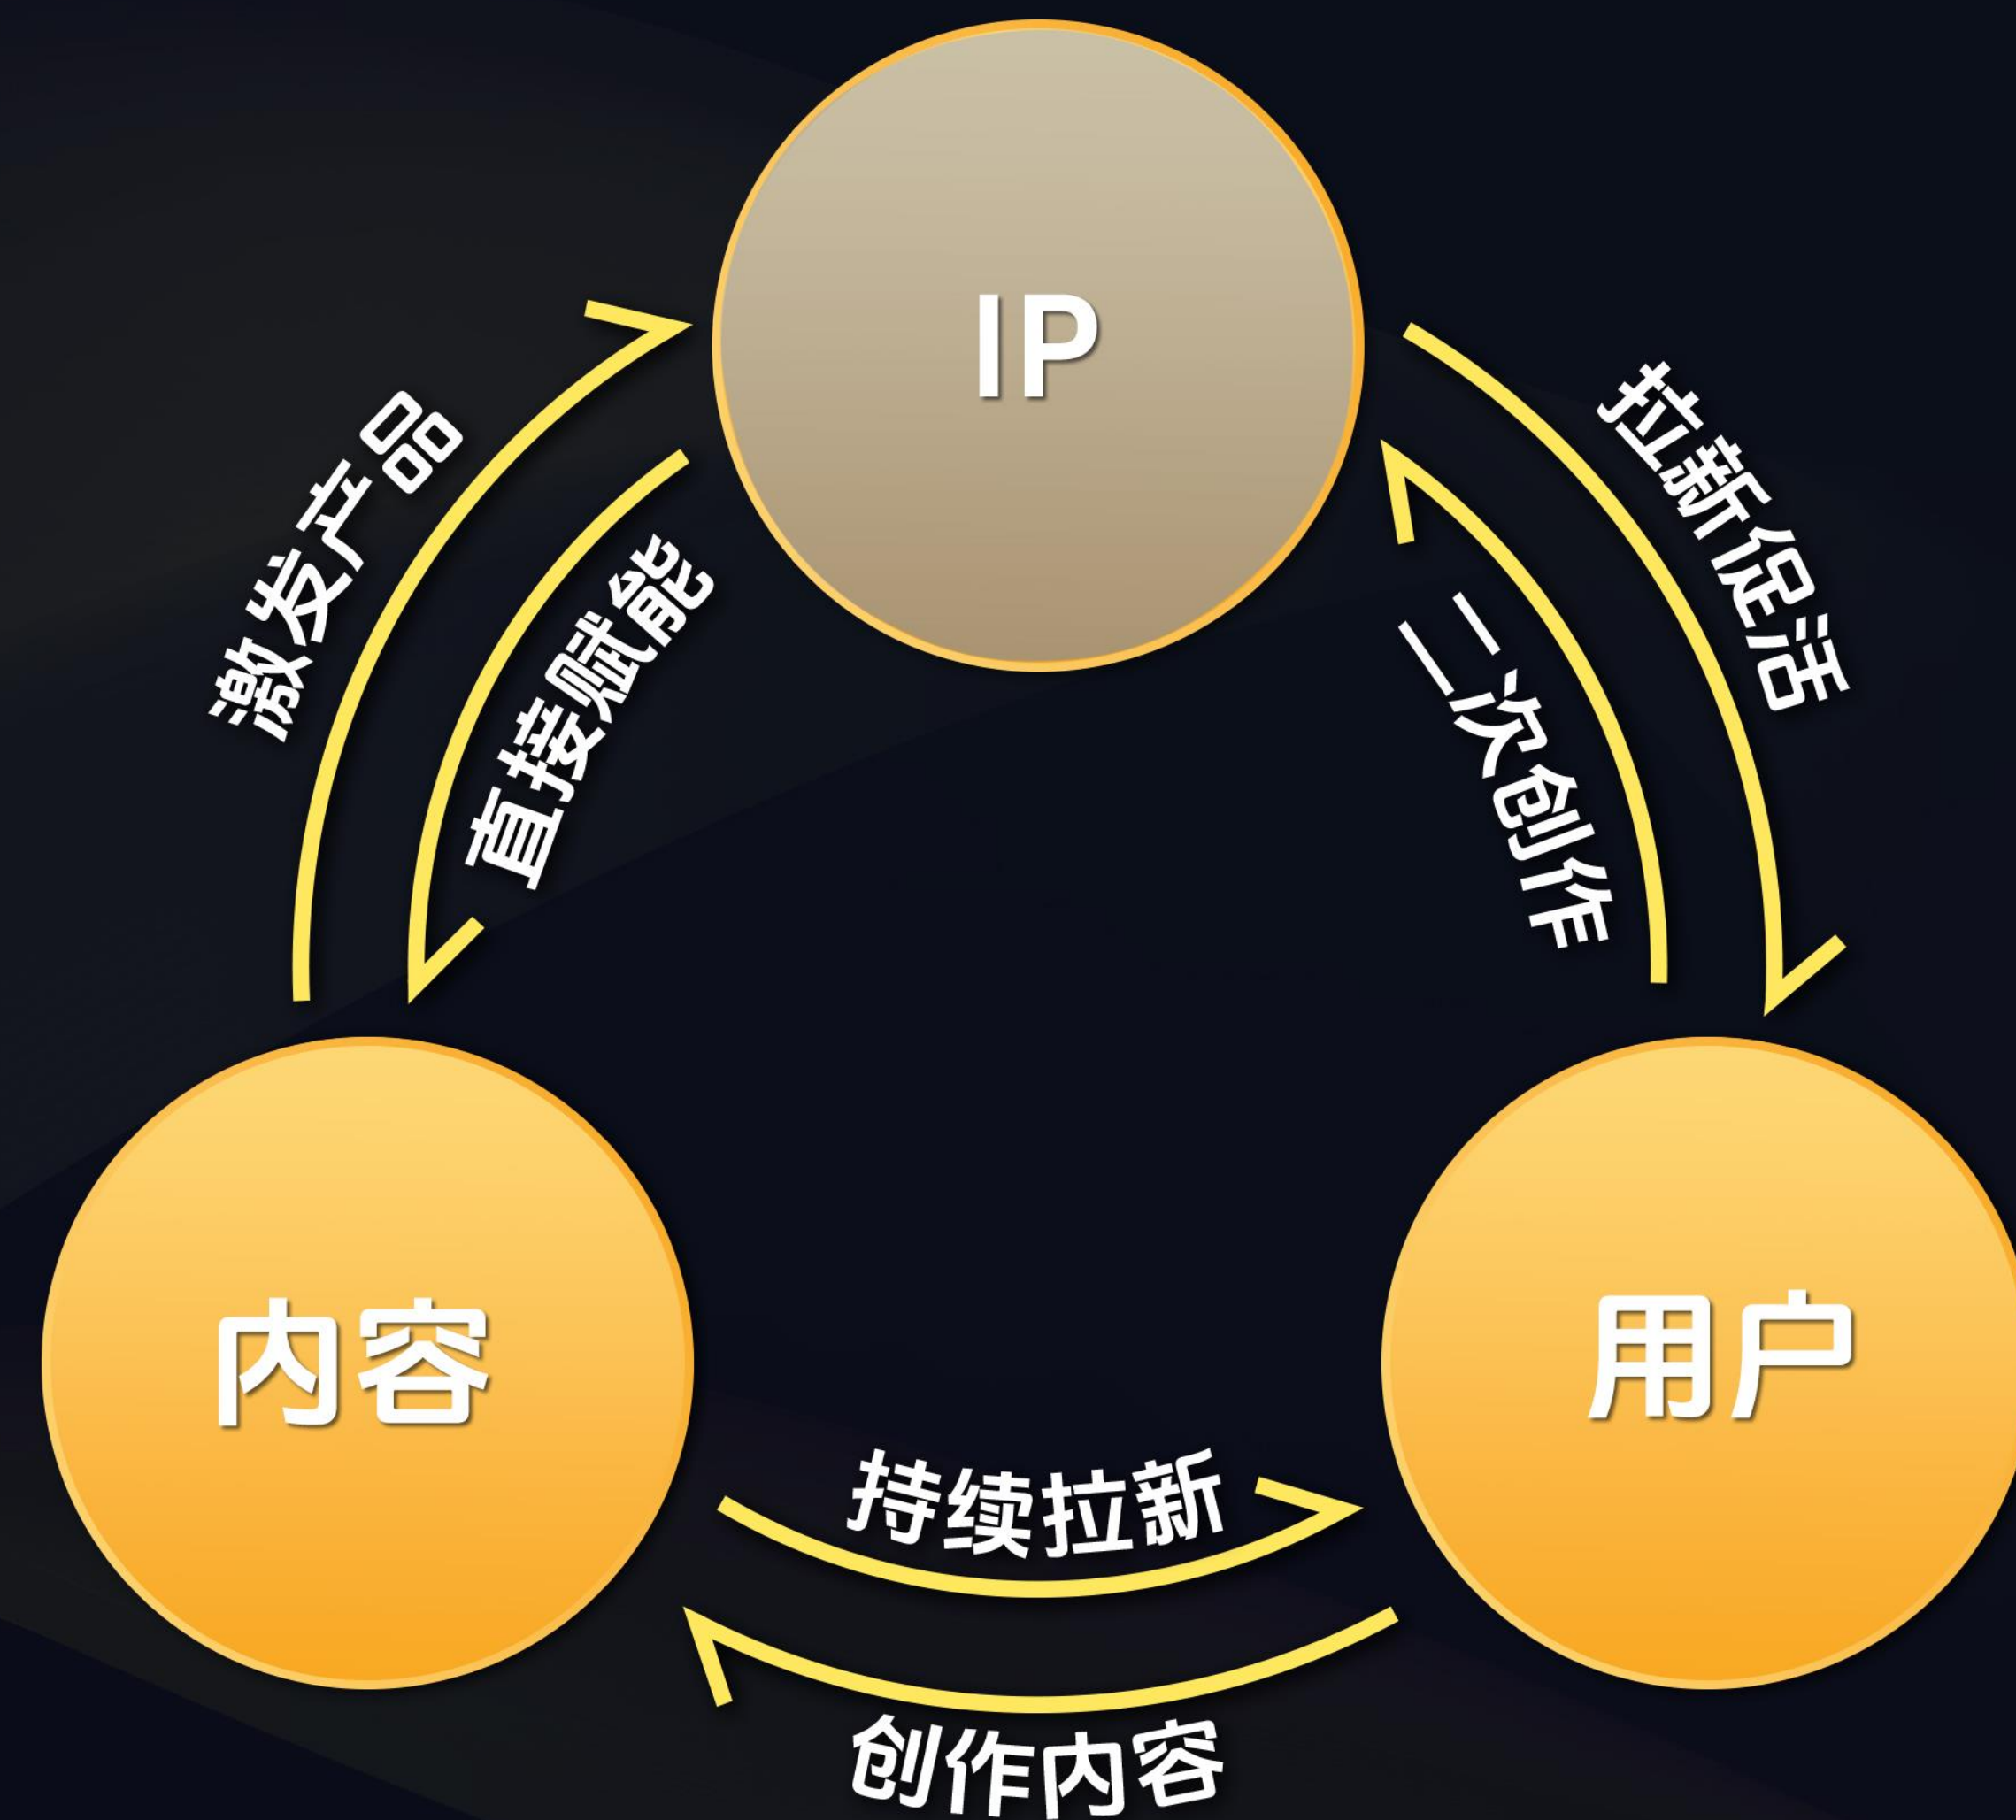 IP
激发产品
直接赋能
拉新促活
二次创作
内容
用户
持续拉新
创作内容